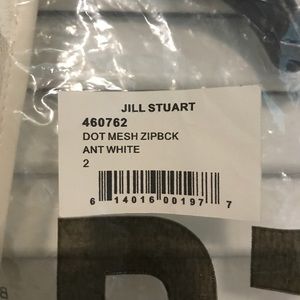 JILL STUART
460762
DOT MESH ZIPBCK
ANT WHITE
2
6 14016 00197 7